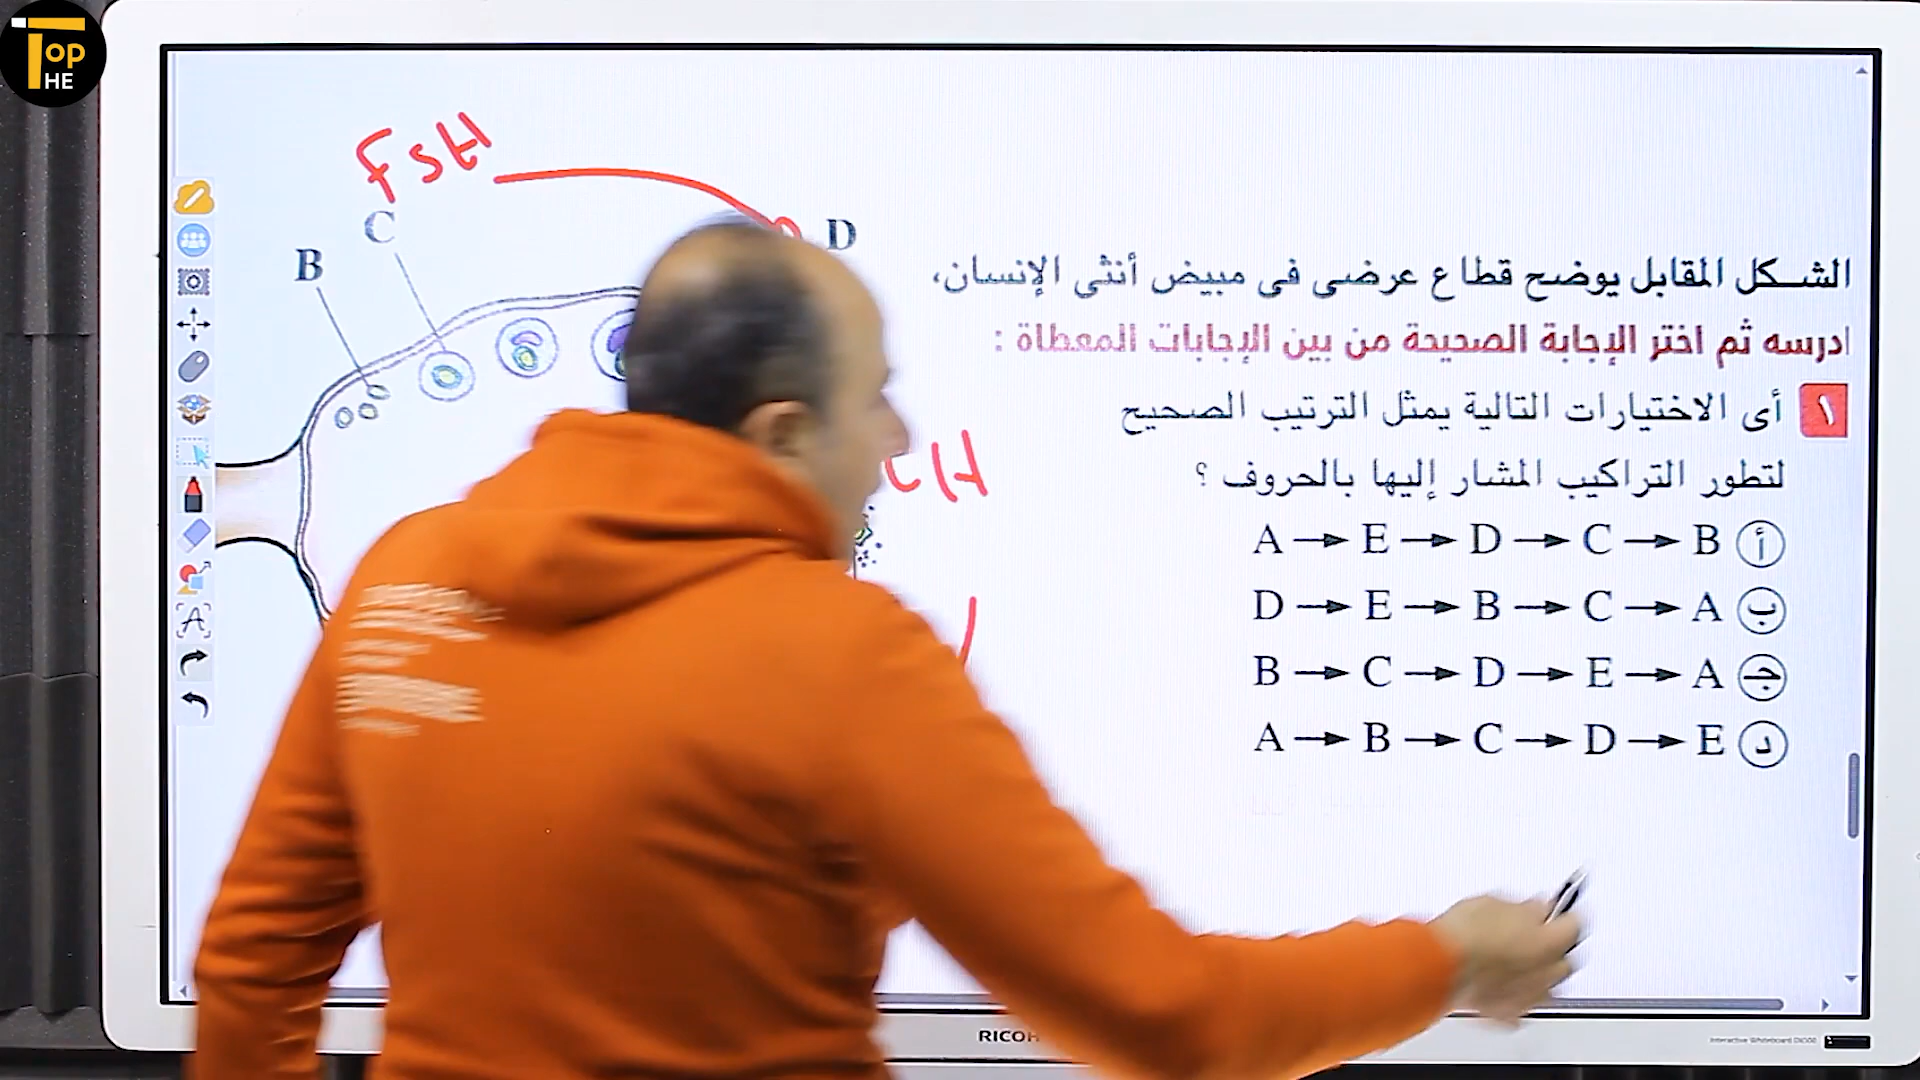 TOP
THE
FSH
C
B
D
LH
الشكل المقابل يوضح قطاع عرضى فى مبيض أنثى الإنسان،
ادرسه ثم اختر الإجابة الصحيحة من بين الإجابات المعطاة :
١ أى الاختيارات التالية يمثل الترتيب الصحيح
لتطور التراكيب المشار إليها بالحروف ؟
أ A → E → D → C → B
ب D → E → B → C → A
جـ B → C → D → E → A
د A → B → C → D → E
A
RICOH